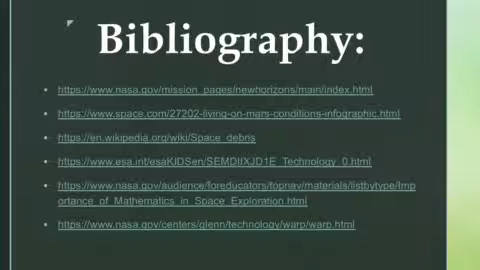 Bibliography:
https://www.nasa.gov/mission_pages/newhorizons/main/index.html
https://www.space.com/27202-living-on-mars-conditions-infographic.html
https://en.wikipedia.org/wiki/Space_debris
https://www.esa.int/esaKIDSen/SEMDIIXJD1E_Technology_0.html
https://www.nasa.gov/audience/foreducators/topnav/materials/listbytype/Imp
ortance_of_Mathematics_in_Space_Exploration.html
https://www.nasa.gov/centers/glenn/technology/warp/warp.html